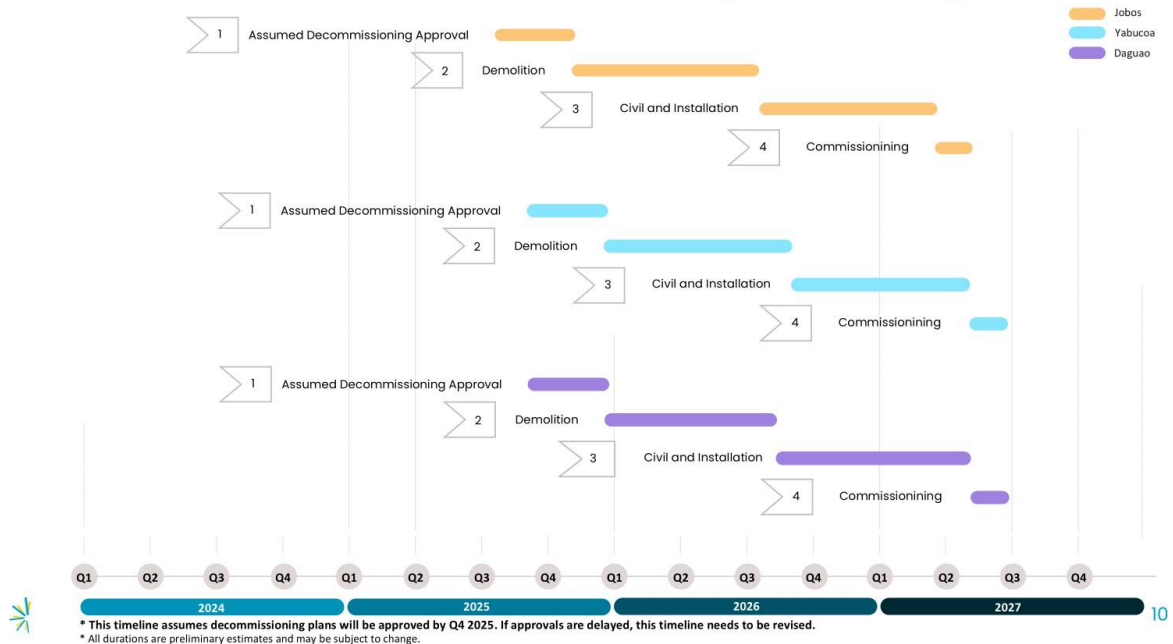 Jobos
Yabucoa
Daguao
1 Assumed Decommissioning Approval
2 Demolition
3 Civil and Installation
4 Commissionining
1 Assumed Decommissioning Approval
2 Demolition
3 Civil and Installation
4 Commissionining
1 Assumed Decommissioning Approval
2 Demolition
3 Civil and Installation
4 Commissionining
Q1 Q2 Q3 Q4 Q1 Q2 Q3 Q4 Q1 Q2 Q3 Q4 Q1 Q2 Q3 Q4
2024 2025 2026 2027
* This timeline assumes decommissioning plans will be approved by Q4 2025. If approvals are delayed, this timeline needs to be revised.
* All durations are preliminary estimates and may be subject to change.
10